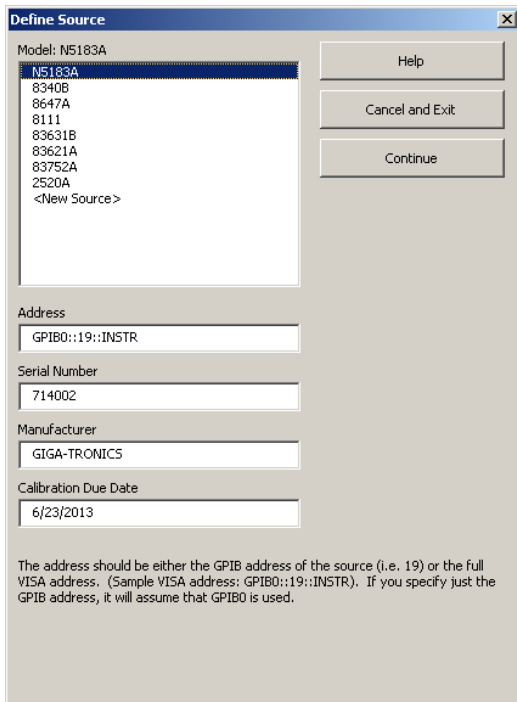 Define Source
Model: N5183A
N5183A
8340B
8647A
8111
83631B
83621A
83752A
2520A
<New Source>
Help
Cancel and Exit
Continue
Address
GPIB0::19::INSTR
Serial Number
714002
Manufacturer
GIGA-TRONICS
Calibration Due Date
6/23/2013
The address should be either the GPIB address of the source (i.e. 19) or the full
VISA address.  (Sample VISA address: GPIB0::19::INSTR).  If you specify just the
GPIB address, it will assume that GPIB0 is used.